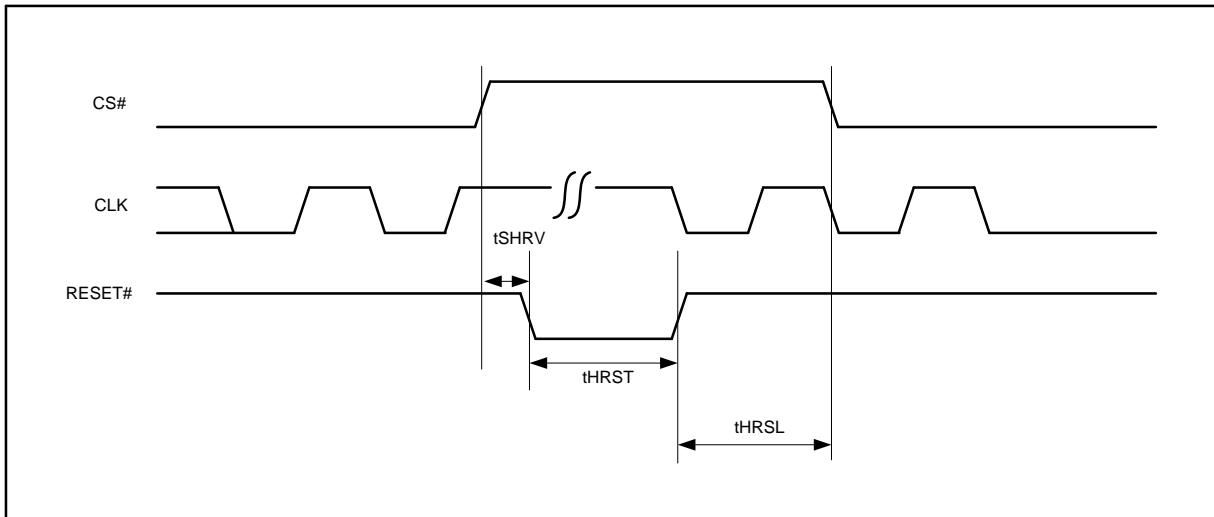 CS#
CLK
tSHRV
RESET#
tHRST
tHRSL